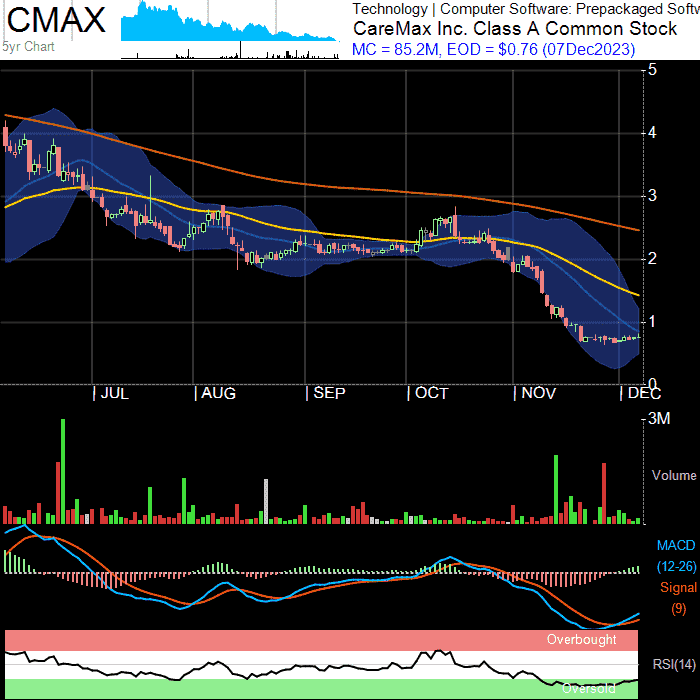 CMAX
5yr Chart
Technology | Computer Software: Prepackaged Softw
CareMax Inc. Class A Common Stock
MC = 85.2M, EOD = $0.76 (07Dec2023)
5
4
3
2
1
0
JUL AUG SEP OCT NOV DEC
3M
Volume
MACD
(12-26)
Signal
(9)
Overbought
RSI(14)
Oversold